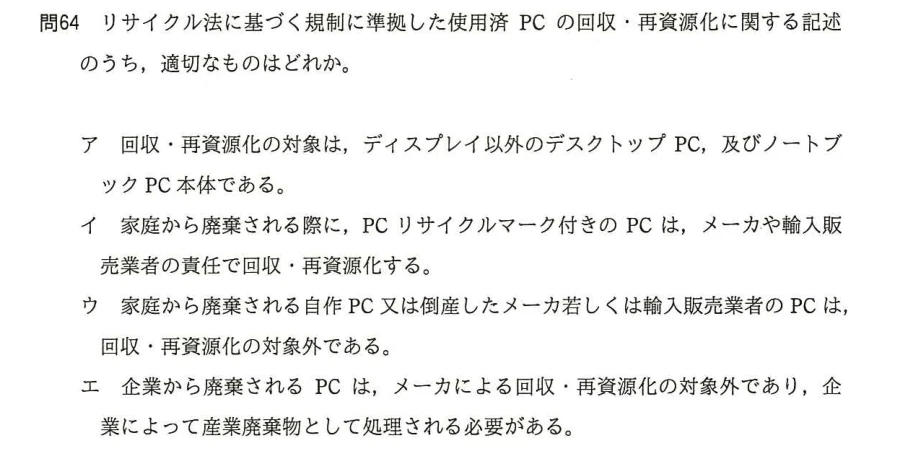 問64 リサイクル法に基づく規制に準拠した使用済 PC の回収・再資源化に関する記述
のうち，適切なものはどれか。
ア 回収・再資源化の対象は，ディスプレイ以外のデスクトップ PC，及びノートブ
ック PC 本体である。
イ 家庭から廃棄される際に，PC リサイクルマーク付きの PC は，メーカや輸入販
売業者の責任で回収・再資源化する。
ウ 家庭から廃棄される自作 PC 又は倒産したメーカ若しくは輸入販売業者の PC は，
回収・再資源化の対象外である。
エ 企業から廃棄される PC は，メーカによる回収・再資源化の対象外であり，企
業によって産業廃棄物として処理される必要がある。